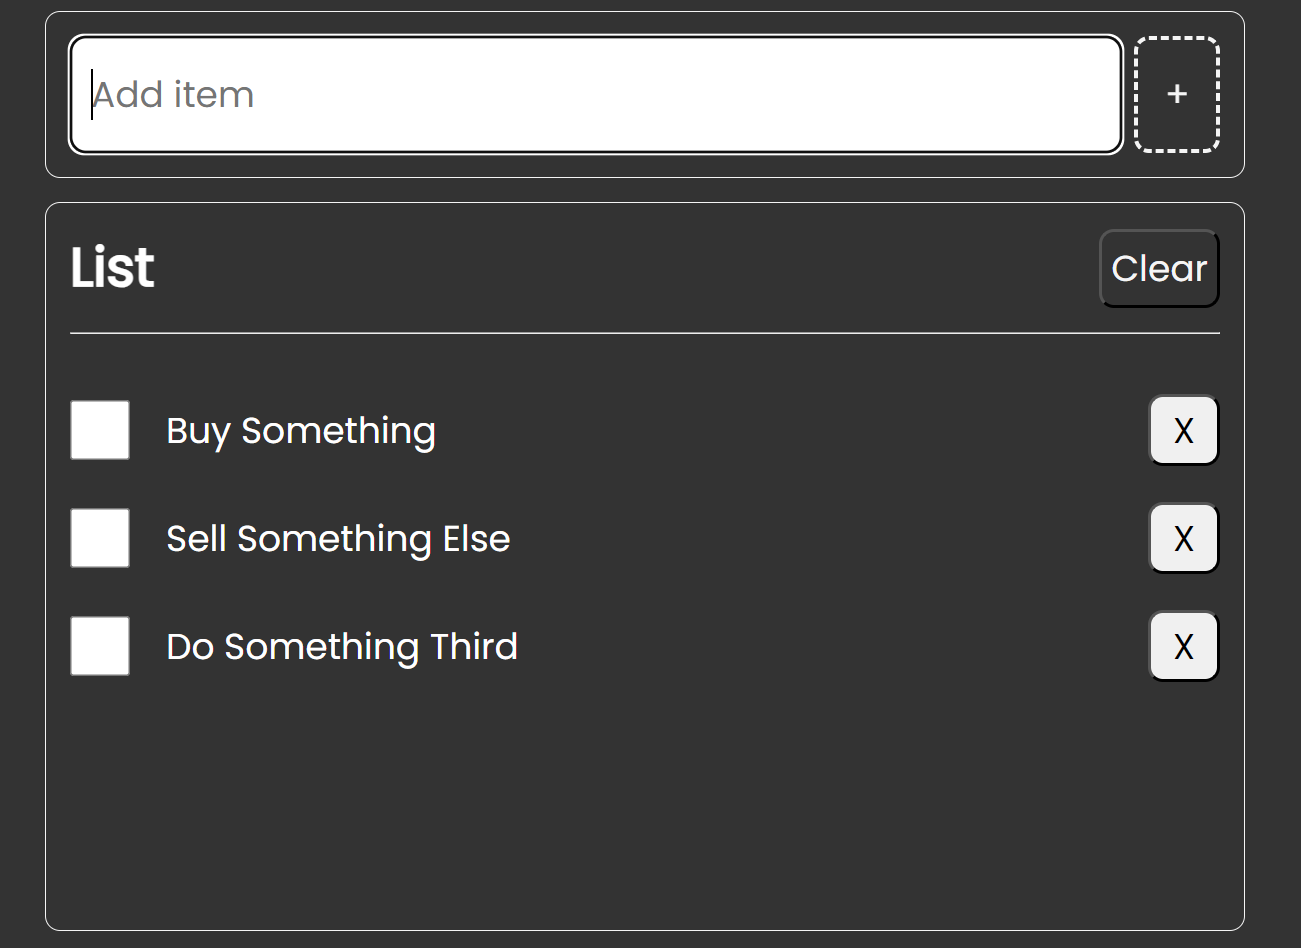 Add item
+
List
Clear
Buy Something
X
Sell Something Else
X
Do Something Third
X